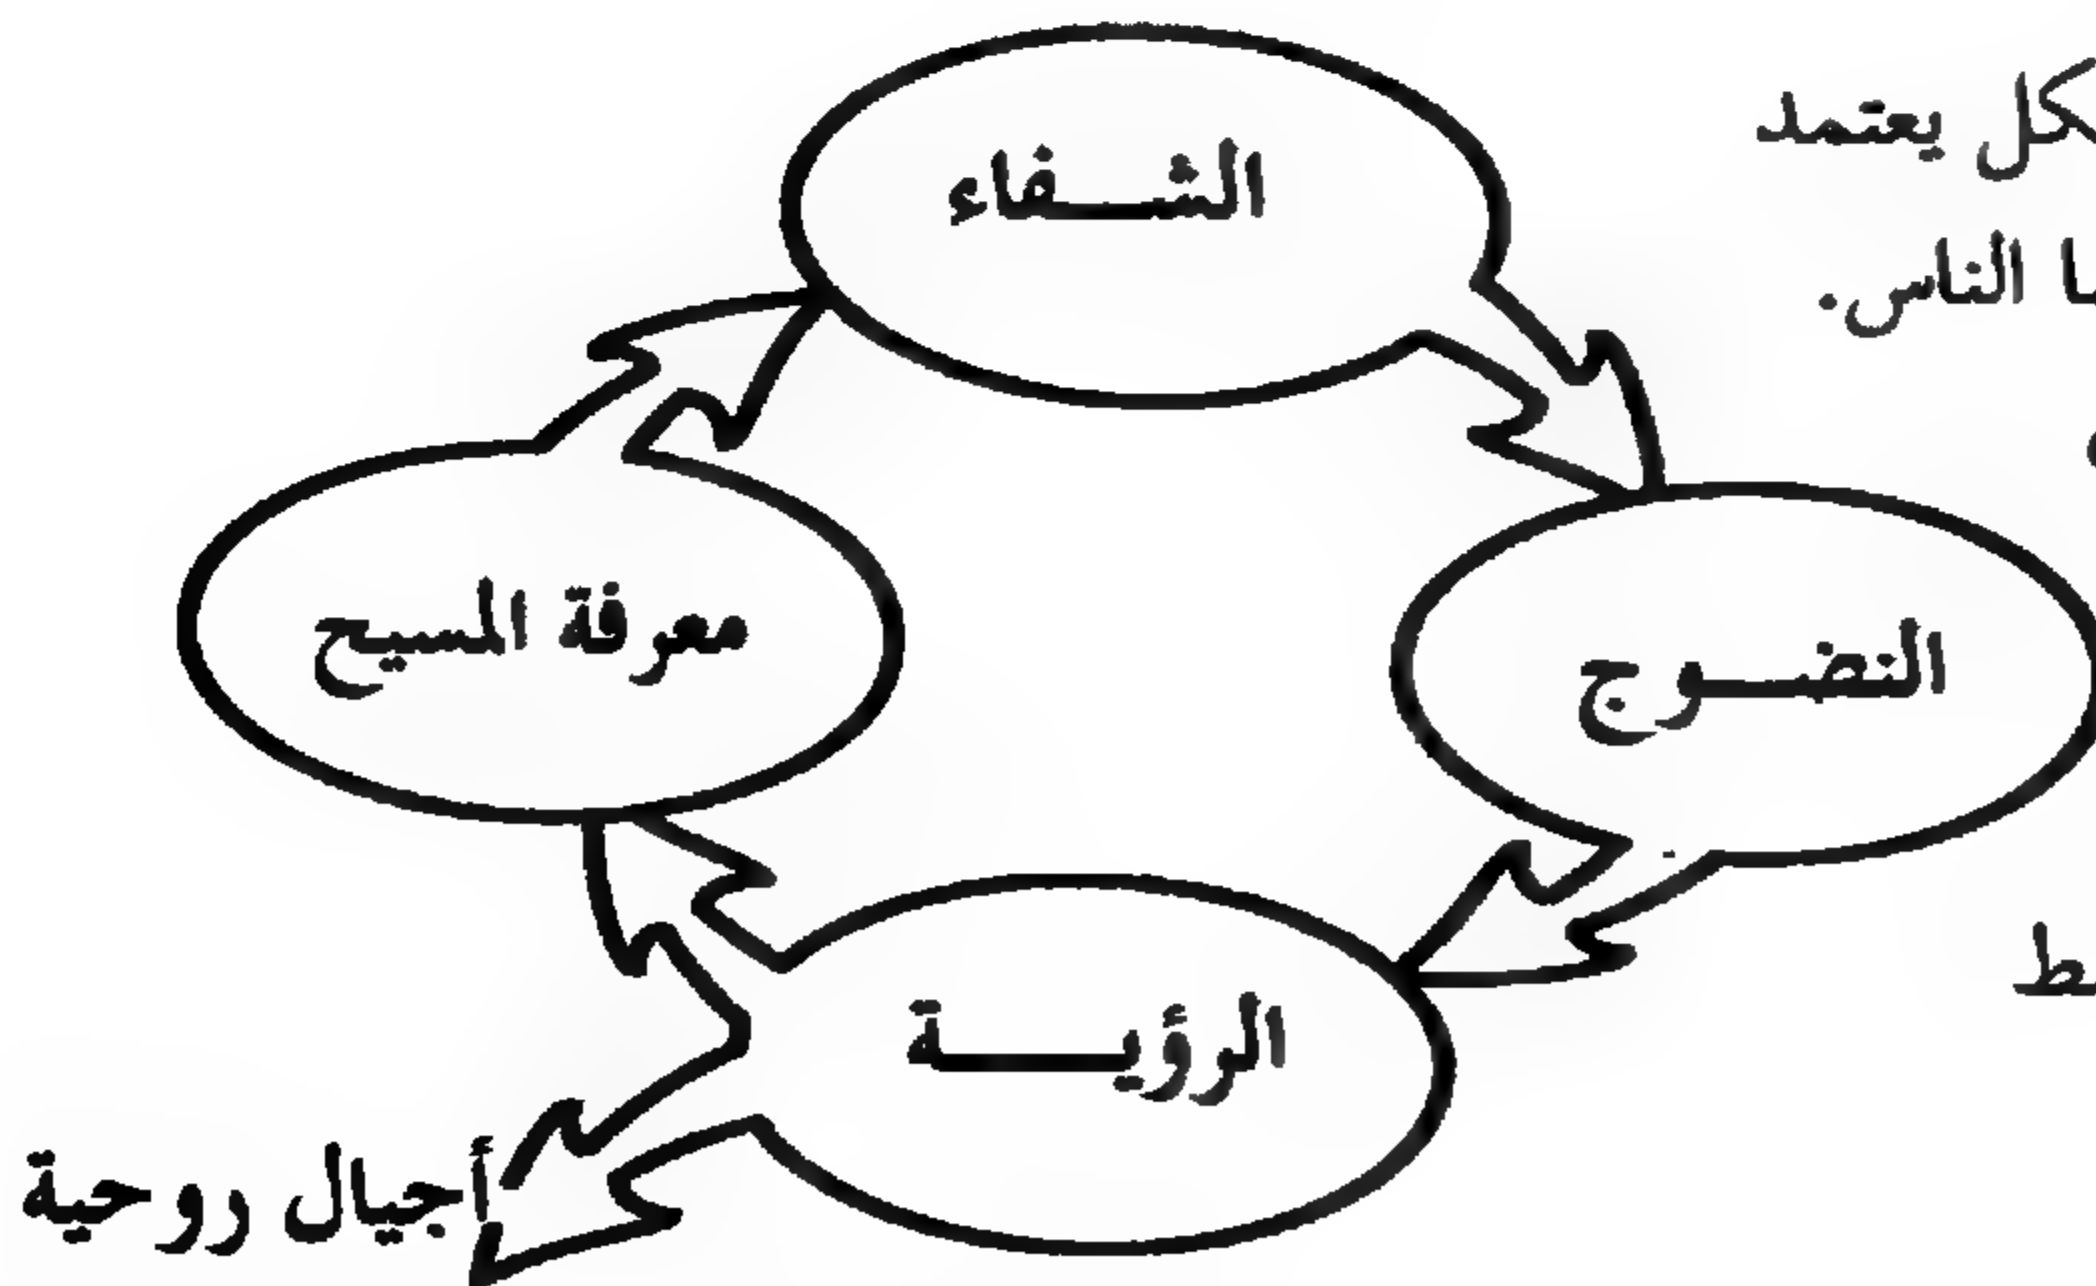 يعتمد
الناس.
الشفاء
معرفة المسيح
النضوج
الرؤية
أجيال روحية